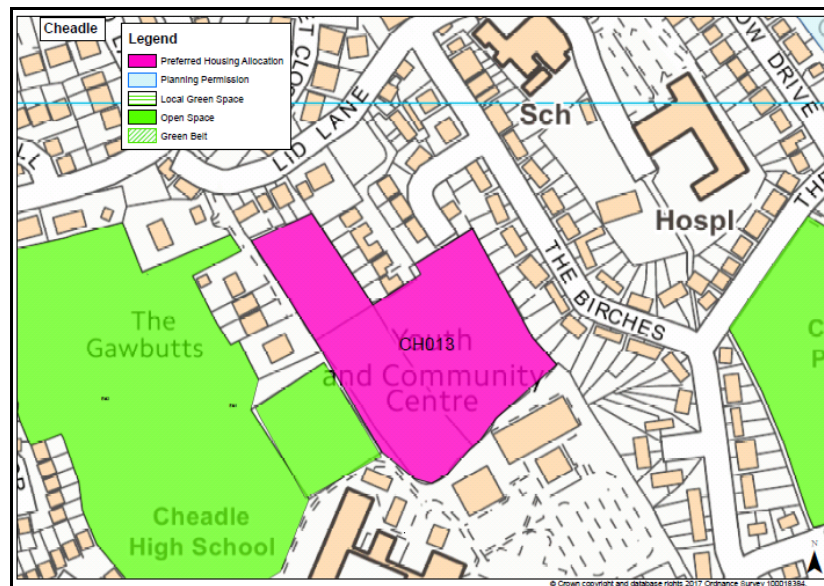 Cheadle
Legend
Preferred Housing Allocation
Planning Permission
Local Green Space
Open Space
Green Belt
LID LANE
Sch
Hospl
THE BIRCHES
The
Gawbutts
CH013
Youth
and Community
Centre
Cheadle
High School
N
© Crown copyright and database rights 2017 Ordnance Survey 100018384.